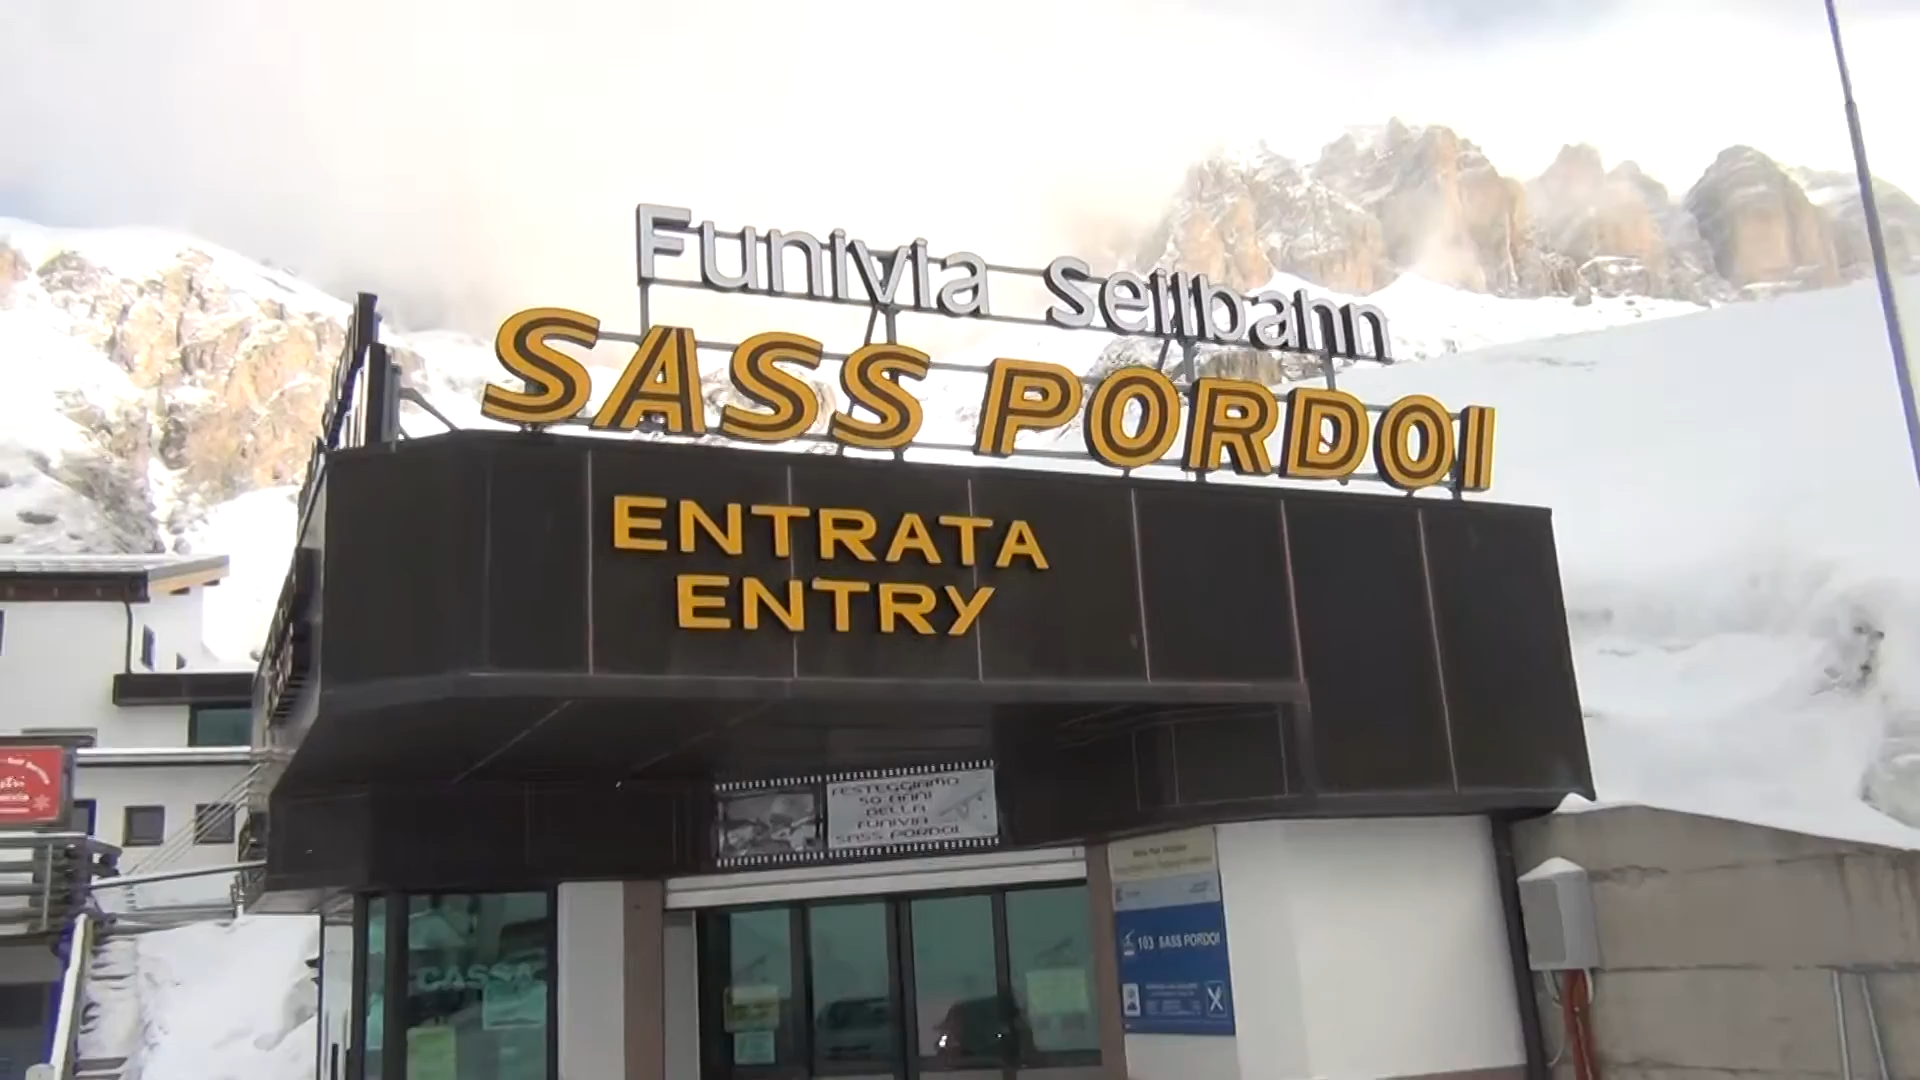 Funivia Seilbahn
SASS PORDOI
ENTRATA
ENTRY
FESTEGGIAMO
50 ANNI
DELLA
FUNIVIA
SASS PORDOI
CASSA
103 SASS PORDOI